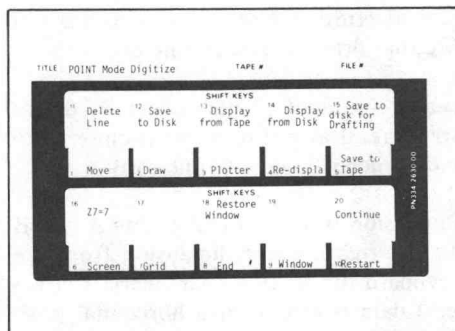 TITLE POINT Mode Digitize TAPE # FILE #
SHIFT KEYS
11 Delete Line 12 Save to Disk 13 Display from Tape 14 Display from Disk 15 Save to disk for Drafting
1 Move 2 Draw 3 Plotter 4 Re-displa 5 Save to Tape
SHIFT KEYS
16 Z7=7 17 18 Restore Window 19 20 Continue
6 Screen 7 Grid 8 End 9 Window 10 Restart
PN334 2630 00